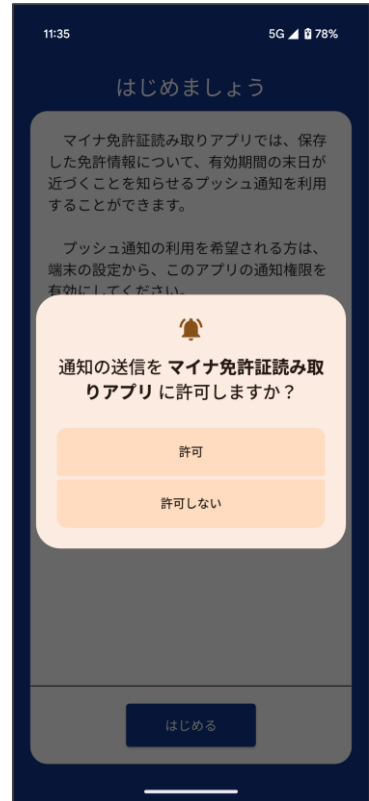 11:35
5G 78%
はじめましょう
マイナ免許証読み取りアプリでは、保存
した免許情報について、有効期間の末日が
近づくことを知らせるプッシュ通知を利用
することができます。
プッシュ通知の利用を希望される方は、
端末の設定から、このアプリの通知権限を
有効にしてください。
通知の送信を マイナ免許証読み取
りアプリ に許可しますか？
許可
許可しない
はじめる